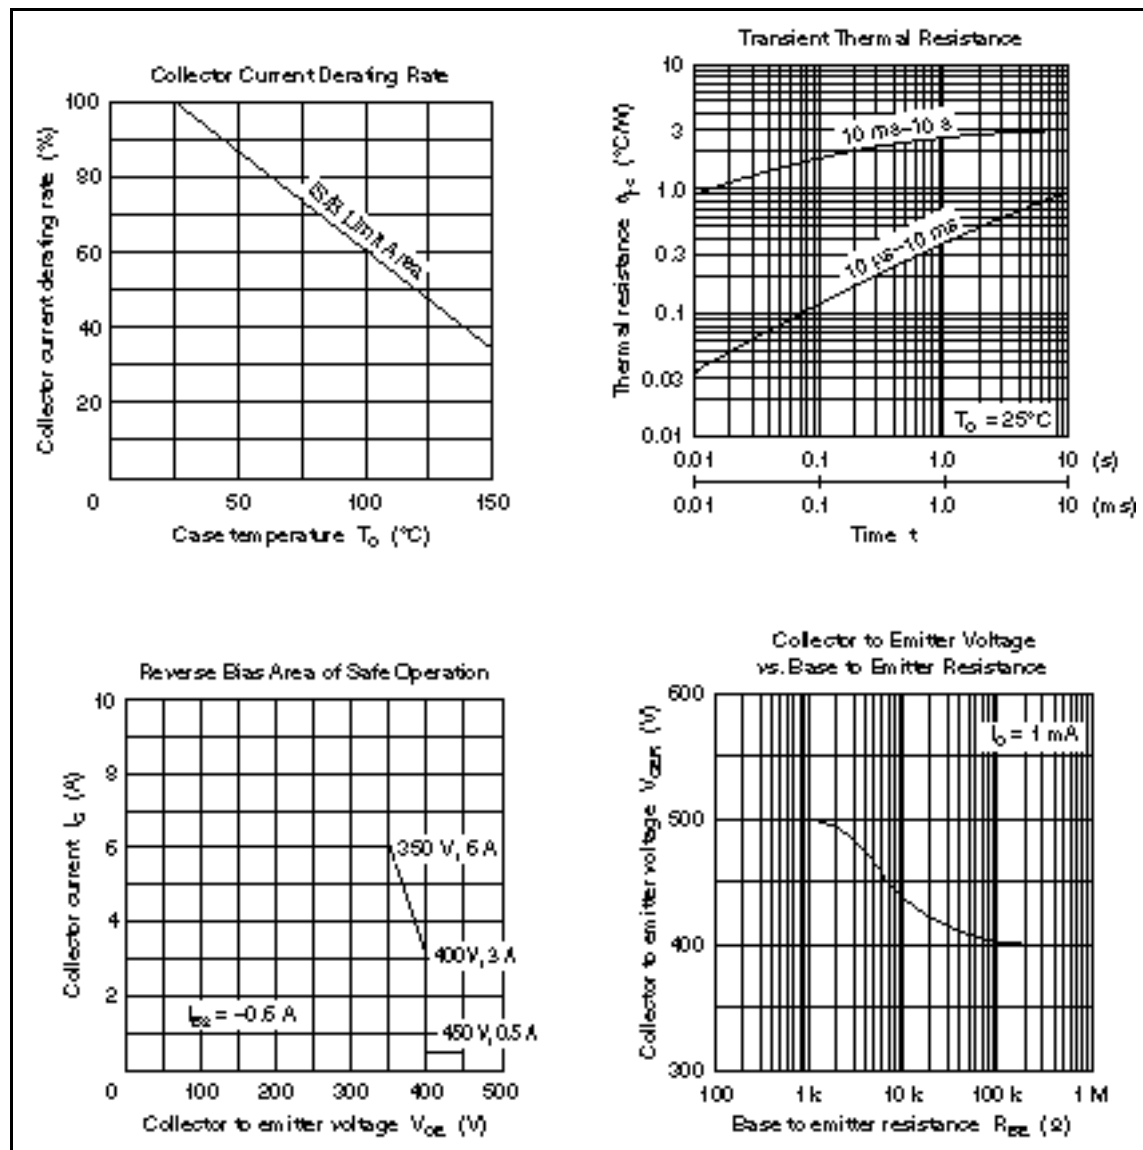 Collector Current Derating Rate
Collector current derating rate (%)
100
80
60
40
20
0
50
100
150
IS/B Limit Area
Case temperature T_C (°C)
Transient Thermal Resistance
Thermal resistance θ_j-c (°C/W)
10
3
1.0
0.3
0.1
0.03
0.01
10 ms–10 s
10 µs–10 ms
T_C = 25°C
0.01 0.1 1.0 10 (s)
0.01 0.1 1.0 10 (ms)
Time t
Reverse Bias Area of Safe Operation
Collector current I_C (A)
10
8
6
4
2
0
350 V, 6 A
400 V, 3 A
450 V, 0.5 A
I_B2 = –0.6 A
0 100 200 300 400 500
Collector to emitter voltage V_CE (V)
Collector to Emitter Voltage
vs. Base to Emitter Resistance
Collector to emitter voltage V_CER (V)
600
500
400
300
I_C = 1 mA
100 1 k 10 k 100 k 1 M
Base to emitter resistance R_BE (Ω)